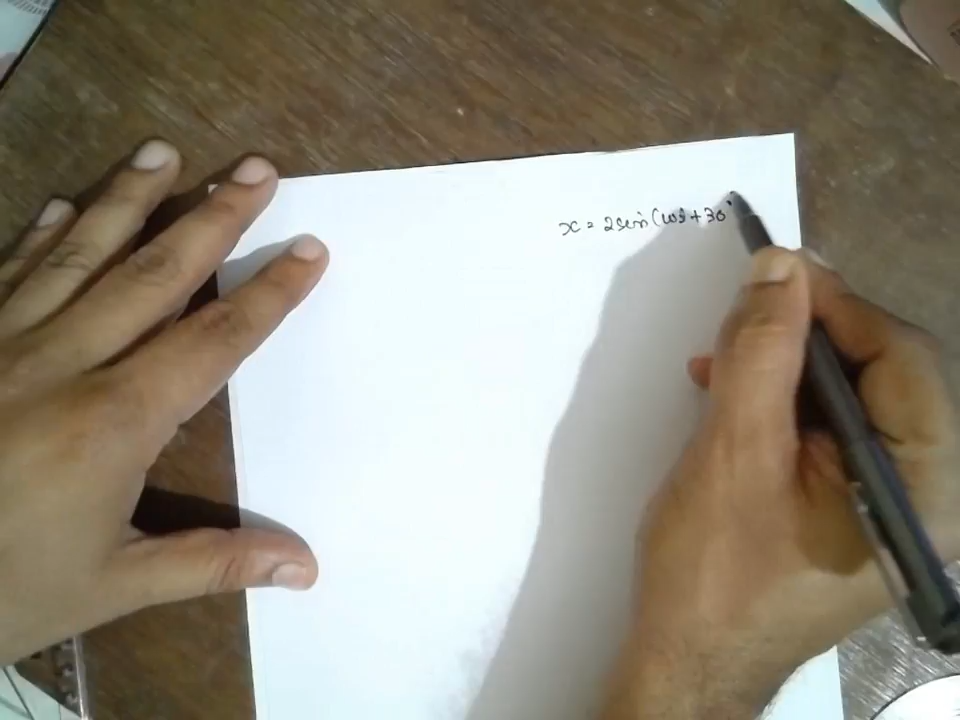 x = 2sin(ωt+30°